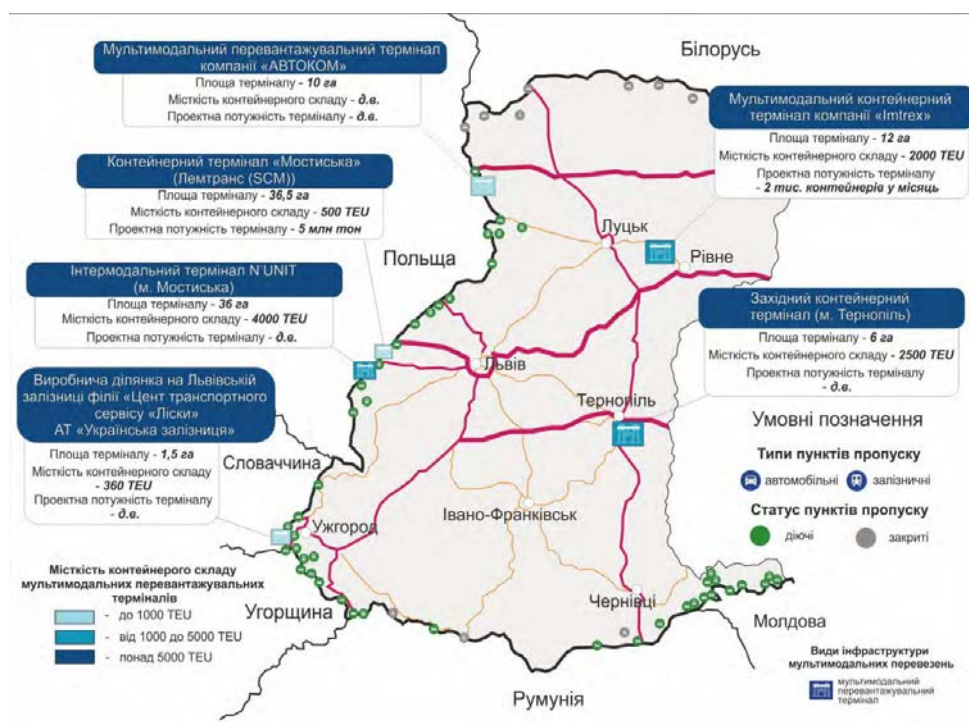 Мультимодальний перевантажувальний термінал
компанії «АВТОКОМ»
Площа терміналу - 10 га
Місткість контейнерного складу - д.в.
Проектна потужність терміналу - д.в.
Контейнерний термінал «Мостиська»
(Лемтранс (SCM))
Площа терміналу - 36,5 га
Місткість контейнерного складу - 500 TEU
Проектна потужність терміналу - 5 млн тон
Інтермодальний термінал N`UNIT
(м. Мостиська)
Площа терміналу - 36 га
Місткість контейнерного складу - 4000 TEU
Проектна потужність терміналу - д.в.
Виробнича ділянка на Львівській
залізниці філії «Цент транспортного
сервісу «Ліски»
АТ «Українська залізниця»
Площа терміналу - 1,5 га
Місткість контейнерного складу
- 360 TEU
Проектна потужність терміналу
- д.в.
Місткість контейнерого складу
мультимодальних перевантажувальних
терміналів
- до 1000 TEU
- від 1000 до 5000 TEU
- понад 5000 TEU
Білорусь
Польща
Словаччина
Угорщина
Румунія
Молдова
Луцьк
Рівне
Львів
Тернопіль
Івано-Франківськ
Ужгород
Чернівці
Мультимодальний контейнерний
термінал компанії «Imtrex»
Площа терміналу - 12 га
Місткість контейнерного складу - 2000 TEU
Проектна потужність терміналу
- 2 тис. контейнерів у місяць
Західний контейнерний
термінал (м. Тернопіль)
Площа терміналу - 6 га
Місткість контейнерного складу - 2500 TEU
Проектна потужність терміналу
- д.в.
Умовні позначення
Типи пунктів пропуску
автомобільні залізничні
Статус пунктів пропуску
діючі закриті
Види інфраструктури
мультимодальних перевезень
мультимодальний
перевантажувальний
термінал